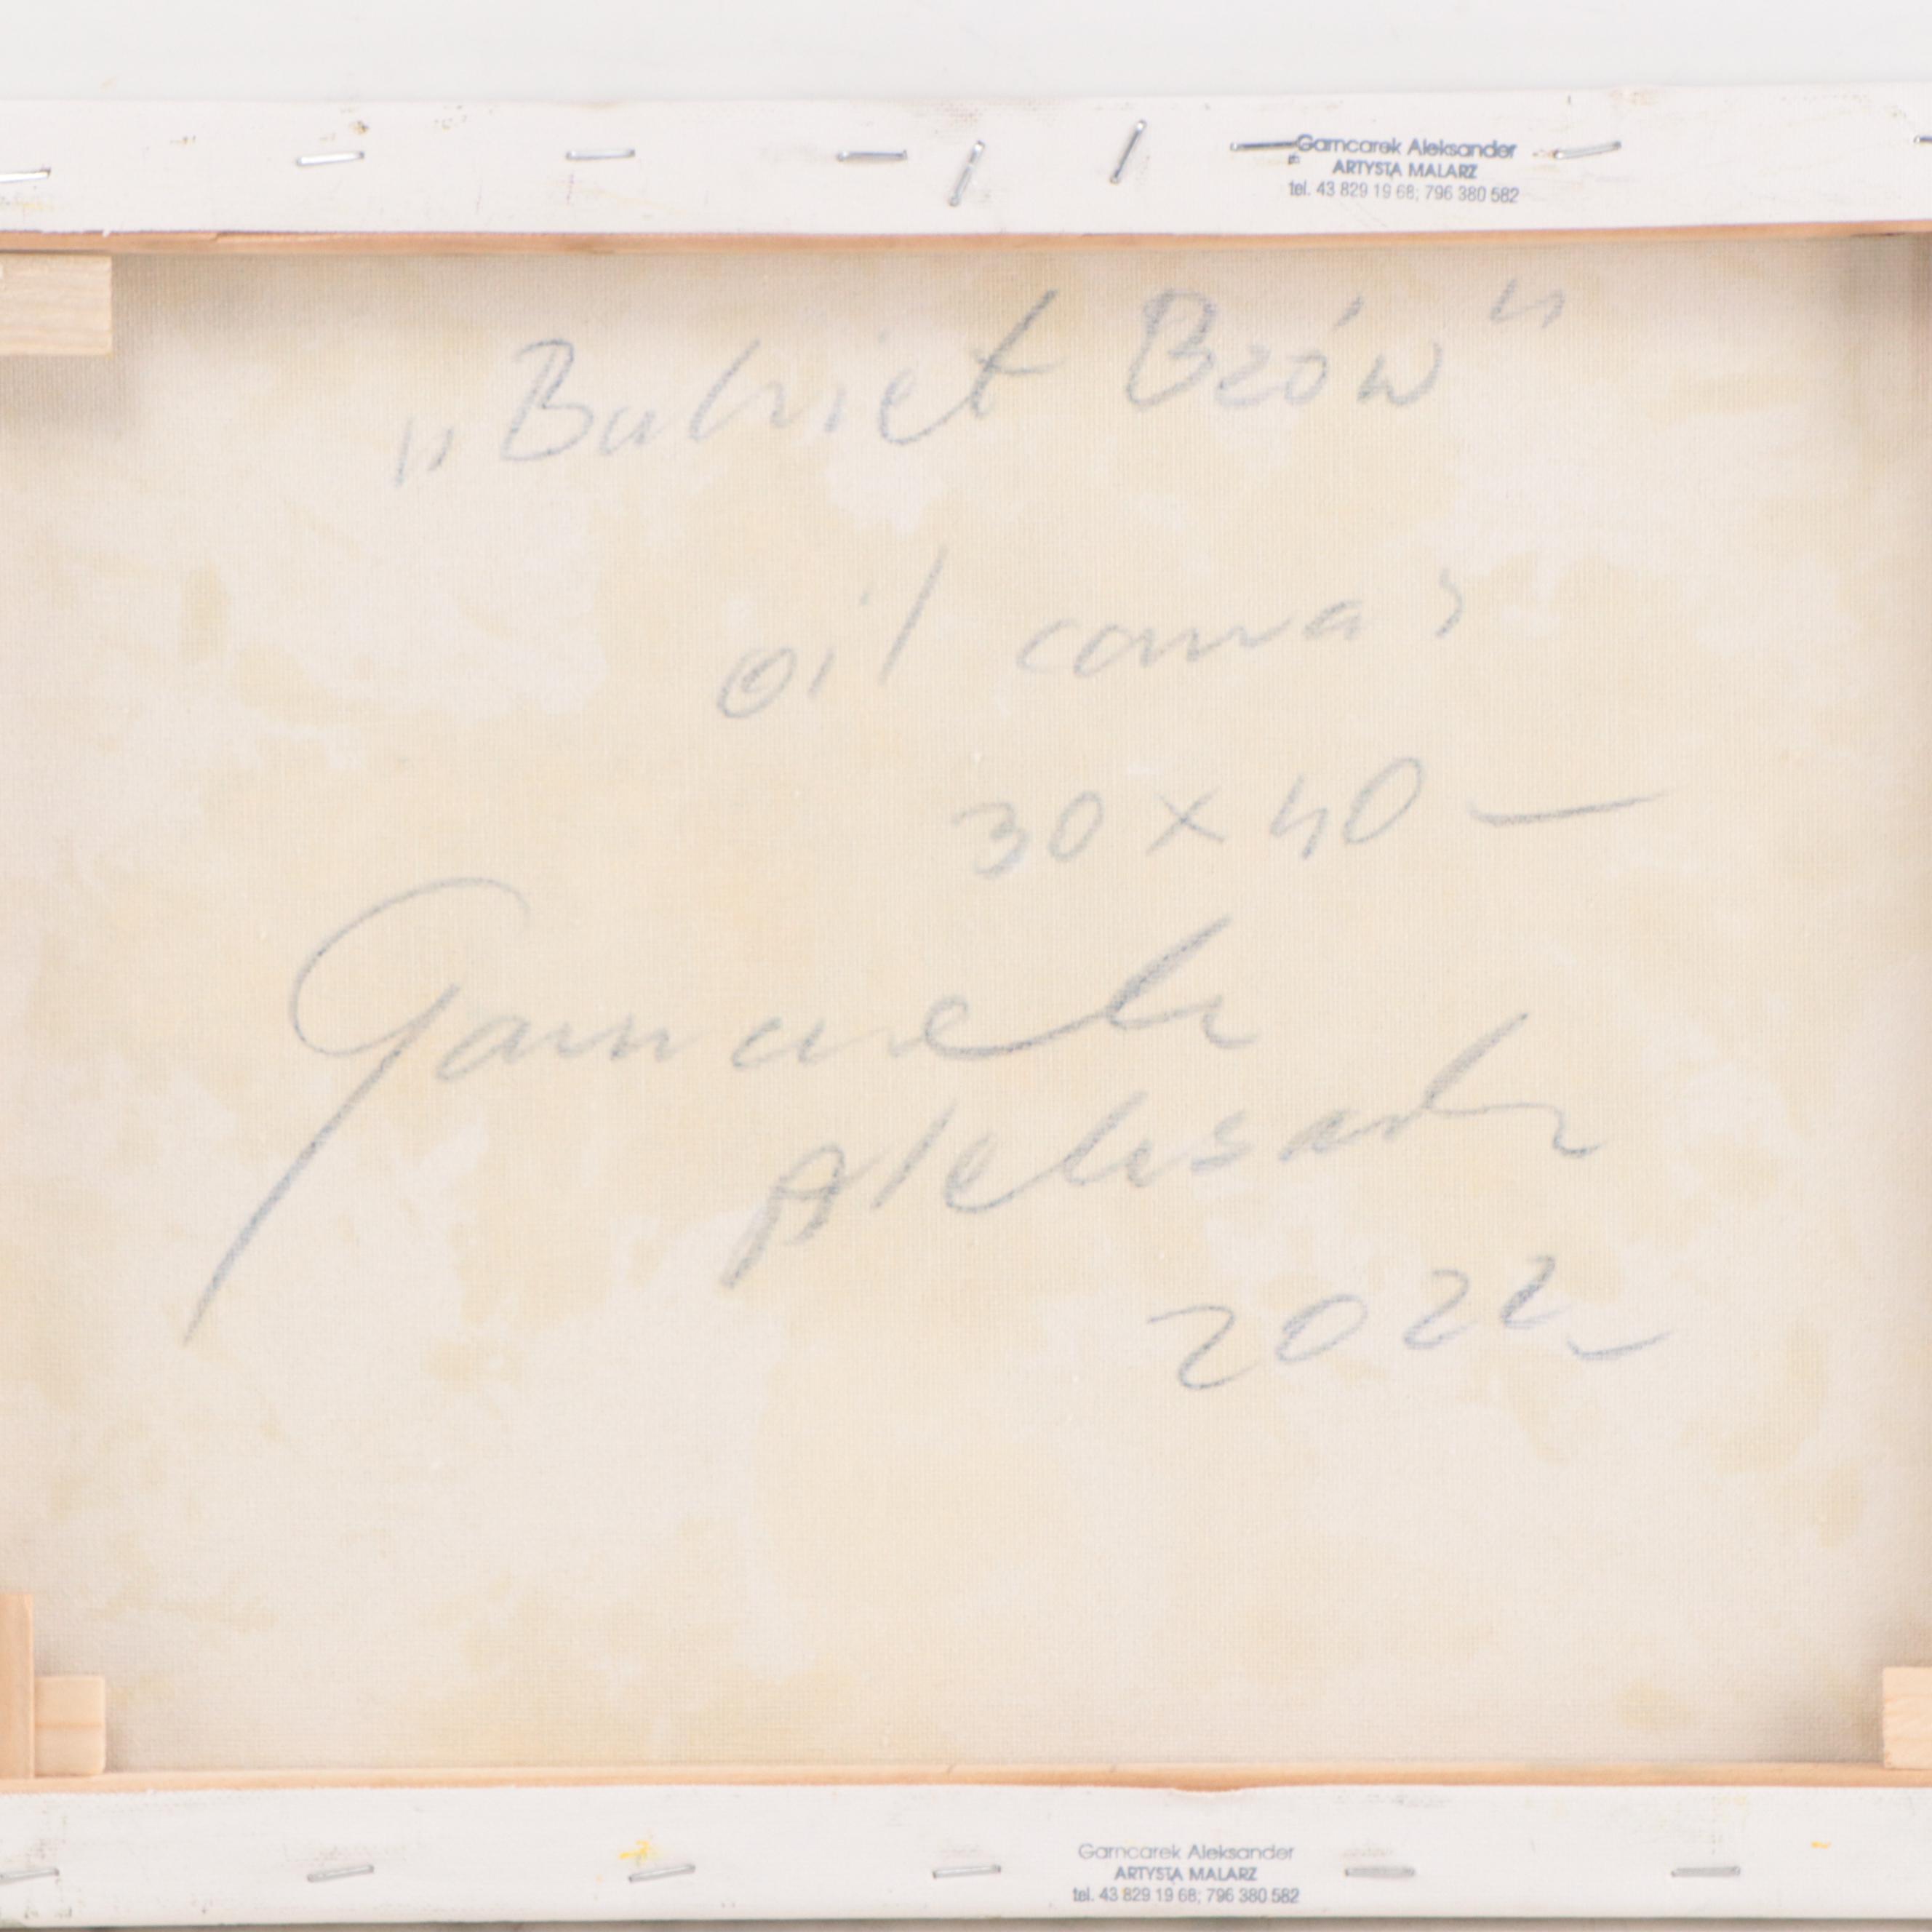 Garncarek Aleksander
ARTYSTA MALARZ
tel. 43 829 19 68; 796 380 582
„Bukiet Bzów"
oil canvas
30 x 40
Garncarek
Aleksander
2022
Garncarek Aleksander
ARTYSTA MALARZ
tel. 43 829 19 68; 796 380 582